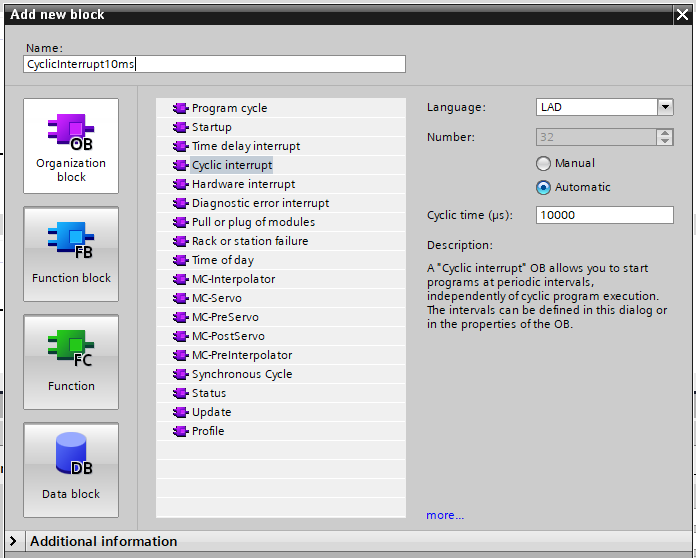 Add new block
Name:
CyclicInterrupt10ms
OB
Organization
block
FB
Function block
FC
Function
DB
Data block
Program cycle
Startup
Time delay interrupt
Cyclic interrupt
Hardware interrupt
Diagnostic error interrupt
Pull or plug of modules
Rack or station failure
Time of day
MC-Interpolator
MC-Servo
MC-PreServo
MC-PostServo
MC-PreInterpolator
Synchronous Cycle
Status
Update
Profile
Language: LAD
Number: 32
Manual
Automatic
Cyclic time (µs): 10000
Description:
A "Cyclic interrupt" OB allows you to start
programs at periodic intervals,
independently of cyclic program execution.
The intervals can be defined in this dialog or
in the properties of the OB.
more...
Additional information